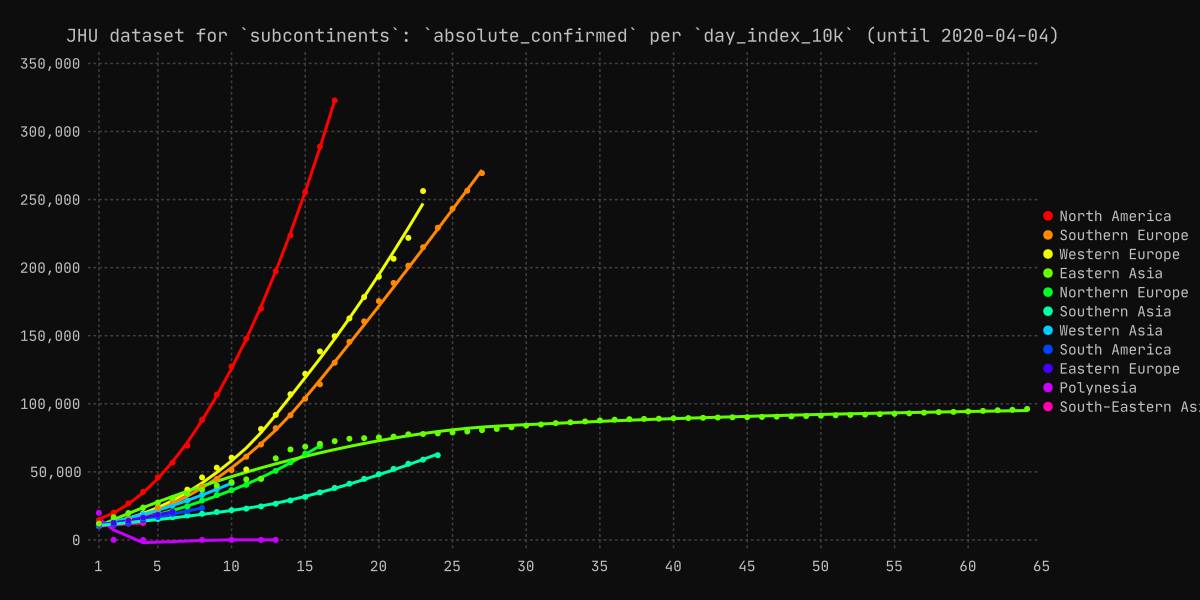 JHU dataset for `subcontinents`: `absolute_confirmed` per `day_index_10k` (until 2020-04-04)
350,000
300,000
250,000
200,000
150,000
100,000
50,000
0
1 5 10 15 20 25 30 35 40 45 50 55 60 65
North America
Southern Europe
Western Europe
Eastern Asia
Northern Europe
Southern Asia
Western Asia
South America
Eastern Europe
Polynesia
South-Eastern As